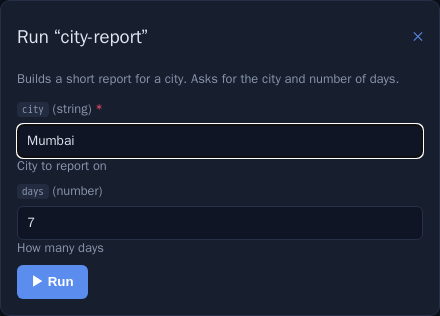 Run “city-report”
×
Builds a short report for a city. Asks for the city and number of days.
city (string) *
Mumbai
City to report on
days (number)
7
How many days
▶ Run